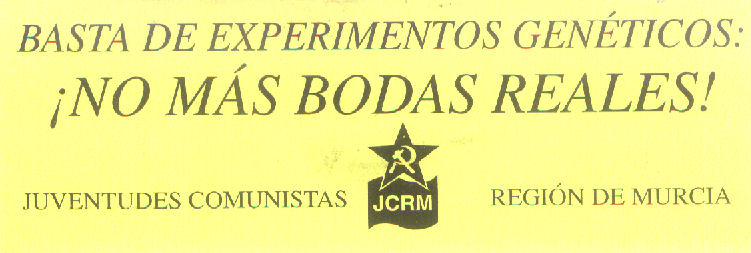 BASTA DE EXPERIMENTOS GENÉTICOS:
¡NO MÁS BODAS REALES!
JUVENTUDES COMUNISTAS JCRM REGIÓN DE MURCIA